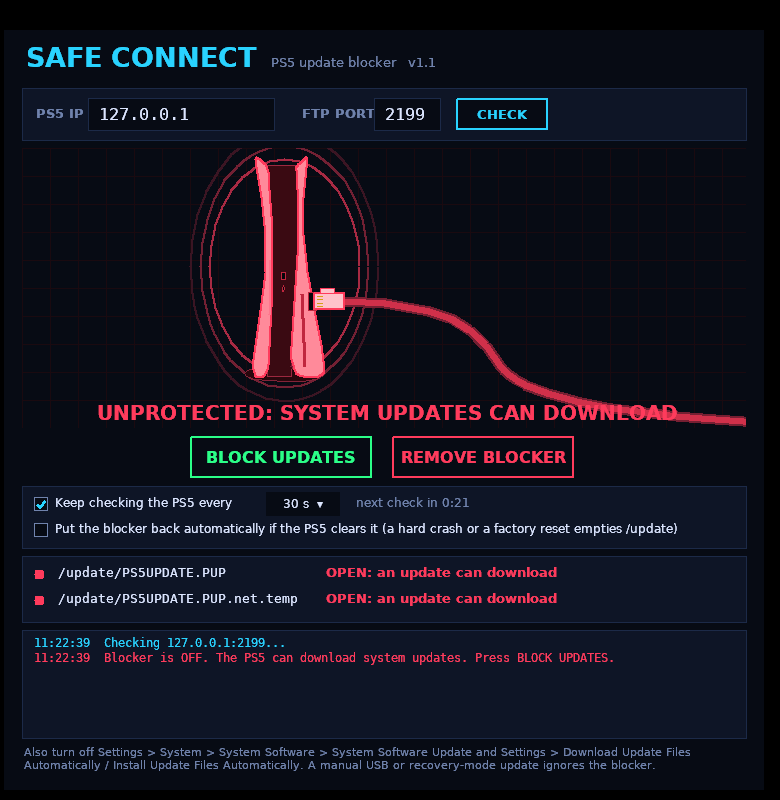 SAFE CONNECT PS5 update blocker v1.1
PS5 IP 127.0.0.1 FTP PORT 2199 CHECK
UNPROTECTED: SYSTEM UPDATES CAN DOWNLOAD
BLOCK UPDATES REMOVE BLOCKER
Keep checking the PS5 every 30 s ▾ next check in 0:21
Put the blocker back automatically if the PS5 clears it (a hard crash or a factory reset empties /update)
/update/PS5UPDATE.PUP OPEN: an update can download
/update/PS5UPDATE.PUP.net.temp OPEN: an update can download
11:22:39 Checking 127.0.0.1:2199...
11:22:39 Blocker is OFF. The PS5 can download system updates. Press BLOCK UPDATES.
Also turn off Settings > System > System Software > System Software Update and Settings > Download Update Files
Automatically / Install Update Files Automatically. A manual USB or recovery-mode update ignores the blocker.